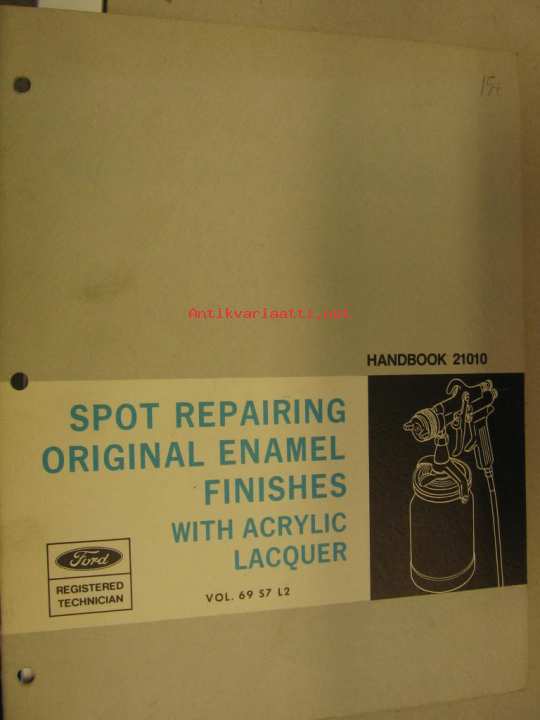 15€
Antikvariaatti.net
HANDBOOK 21010
SPOT REPAIRING
ORIGINAL ENAMEL
FINISHES
WITH ACRYLIC
LACQUER
VOL. 69 S7 L2
Ford
REGISTERED
TECHNICIAN